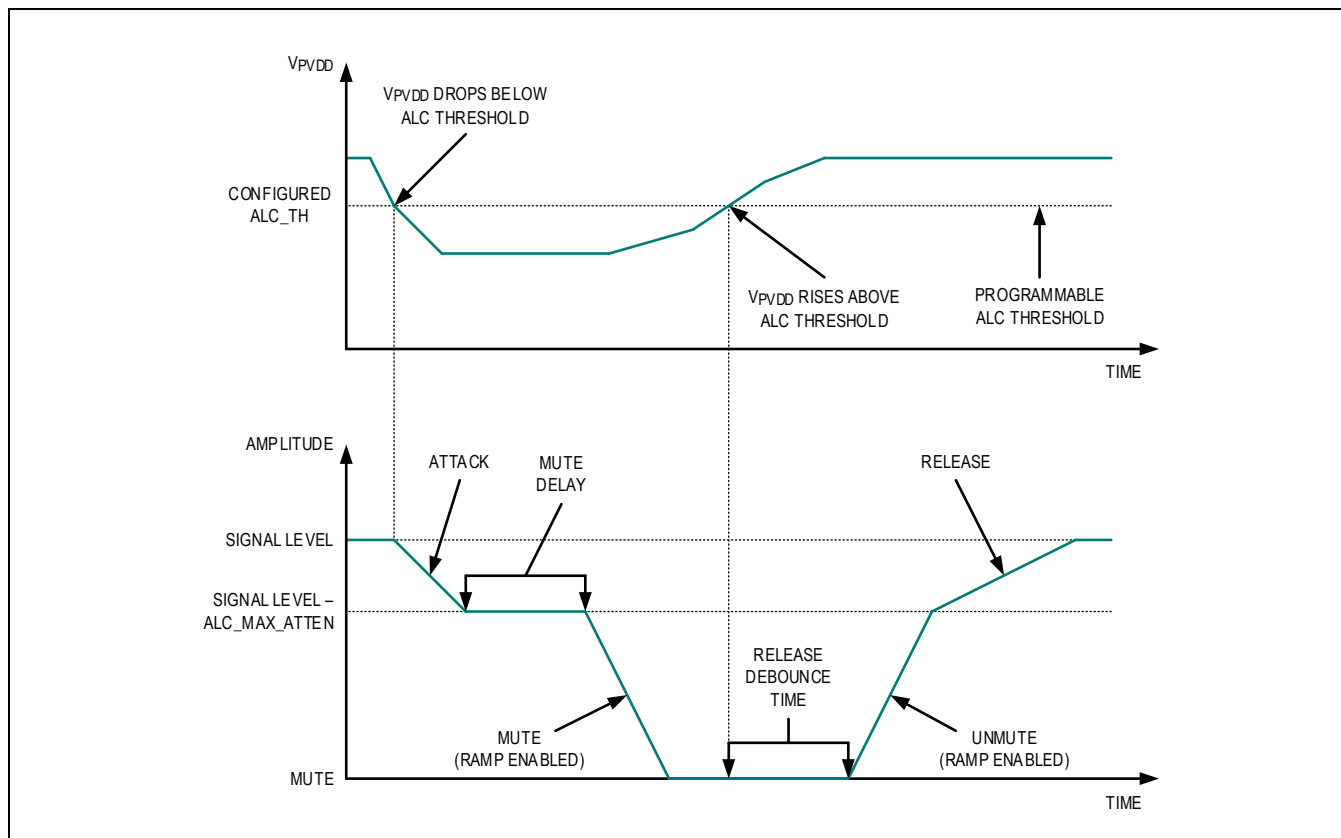 VPVDD
VPVDD DROPS BELOW
ALC THRESHOLD
CONFIGURED
ALC_TH
VPVDD RISES ABOVE
ALC THRESHOLD
PROGRAMMABLE
ALC THRESHOLD
TIME
AMPLITUDE
ATTACK
MUTE
DELAY
RELEASE
SIGNAL LEVEL
SIGNAL LEVEL –
ALC_MAX_ATTEN
RELEASE
DEBOUNCE
TIME
MUTE
(RAMP ENABLED)
UNMUTE
(RAMP ENABLED)
MUTE
TIME